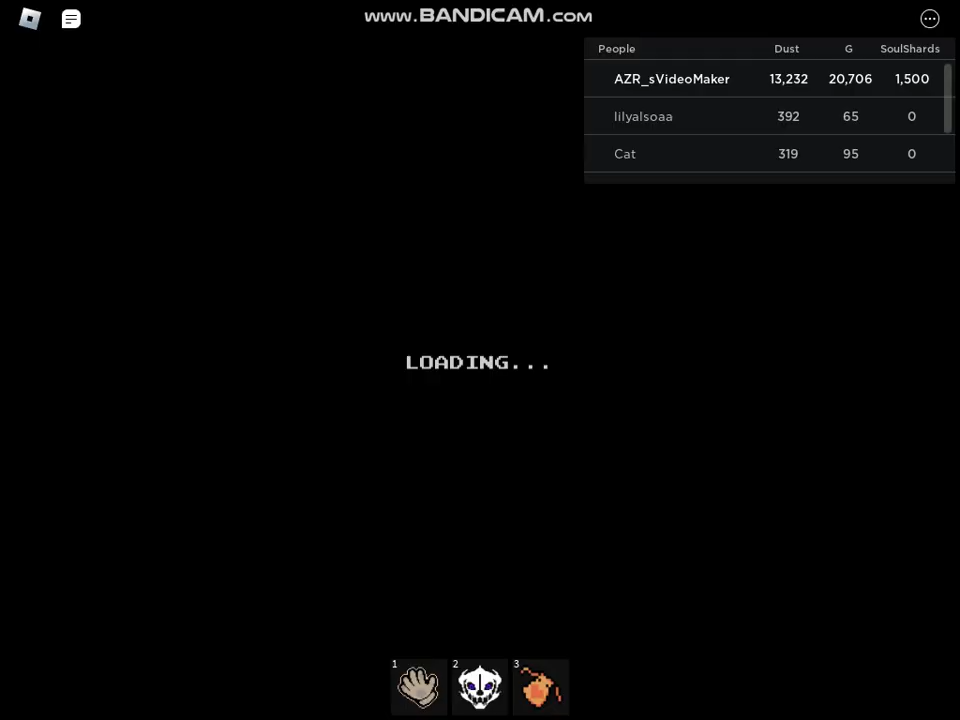 www.BANDICAM.com
People Dust G SoulShards
AZR_sVideoMaker 13,232 20,706 1,500
lilyalsoaa 392 65 0
Cat 319 95 0
LOADING...
1 2 3